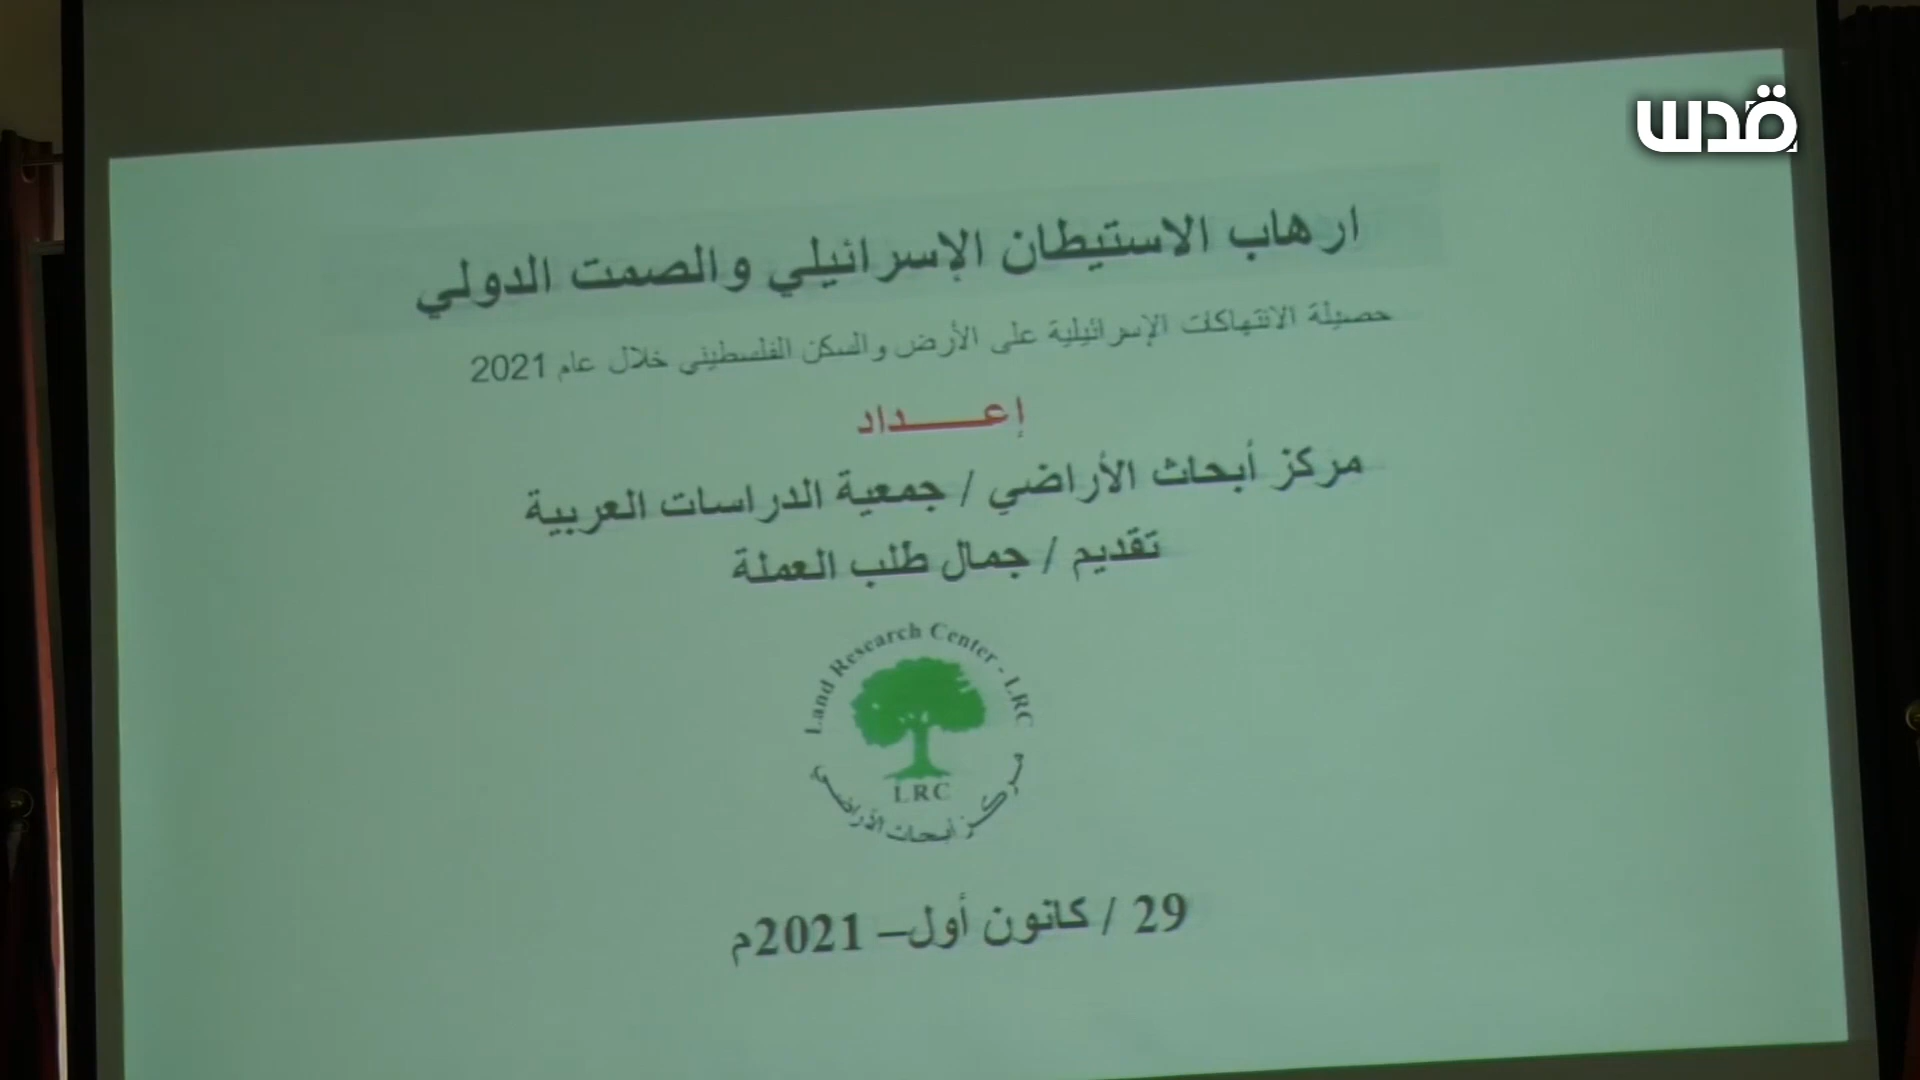 قدس
ارهاب الاستيطان الإسرائيلي والصمت الدولي
حصيلة الانتهاكات الإسرائيلية على الأرض والسكن الفلسطيني خلال عام 2021
إعــــــداد
مركز أبحاث الأراضي / جمعية الدراسات العربية
تقديم / جمال طلب العملة
Land Research Center - LRC
LRC
مركز أبحاث الأراضي
29 / كانون أول– 2021م